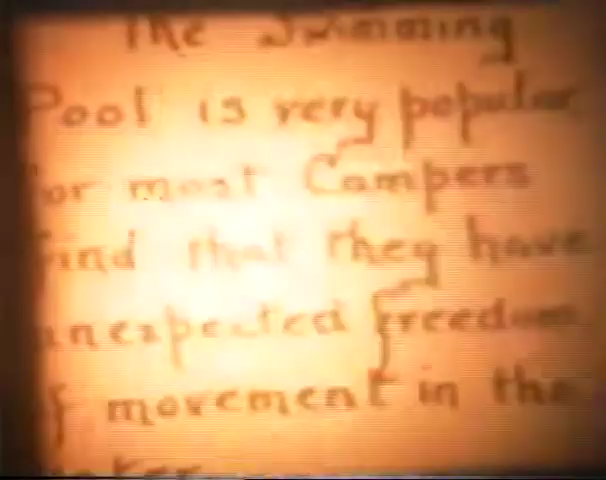 The Swimming
Pool is very popular
for most Campers
find that they have
unexpected freedom
of movement in the
water